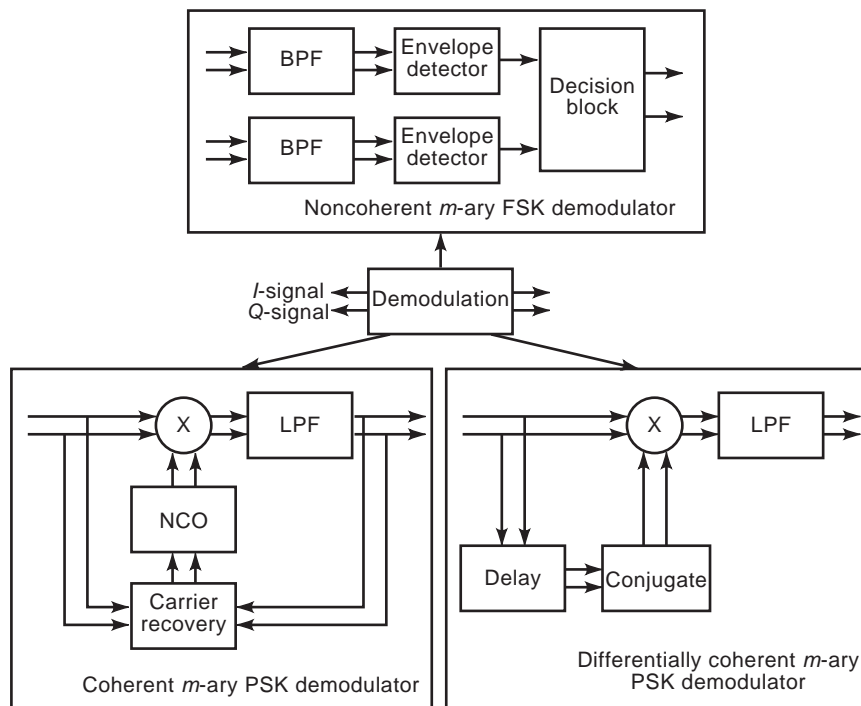 BPF
Envelope
detector
Decision
block
BPF
Envelope
detector
Noncoherent m-ary FSK demodulator
I-signal
Q-signal
Demodulation
X
LPF
NCO
Carrier
recovery
Coherent m-ary PSK demodulator
X
LPF
Delay
Conjugate
Differentially coherent m-ary
PSK demodulator